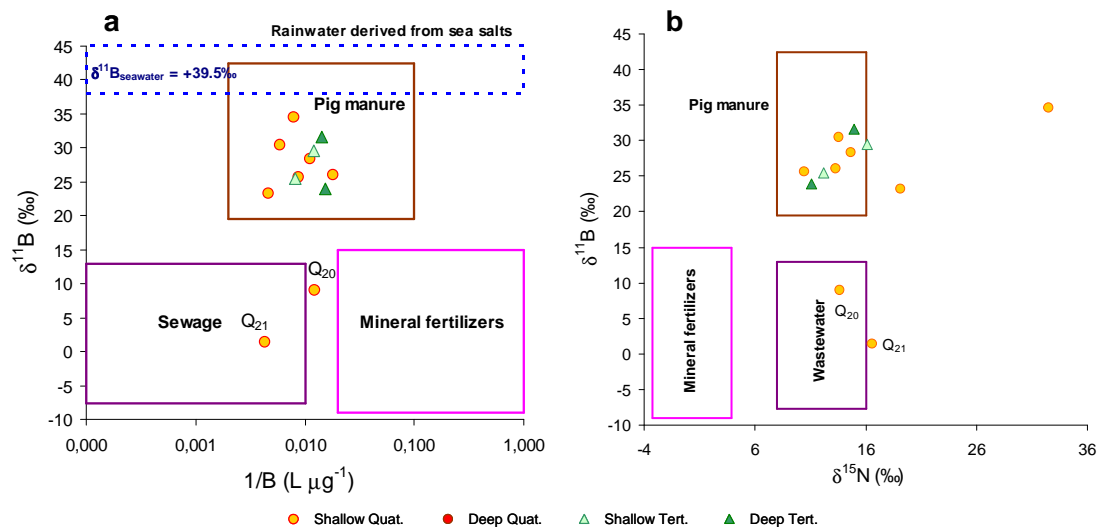 a
Rainwater derived from sea salts
δ¹¹B (‰)
45
40
35
30
25
20
15
10
5
0
-5
-10
δ¹¹Bseawater = +39.5‰
Pig manure
Q₂₀
Sewage
Q₂₁
Mineral fertilizers
0,000
0,001
0,010
0,100
1,000
1/B (L μg⁻¹)
b
δ¹¹B (‰)
45
40
35
30
25
20
15
10
5
0
-5
-10
Pig manure
Mineral fertilizers
Wastewater
Q₂₀
Q₂₁
-4
6
16
26
36
δ¹⁵N (‰)
Shallow Quat.
Deep Quat.
Shallow Tert.
Deep Tert.